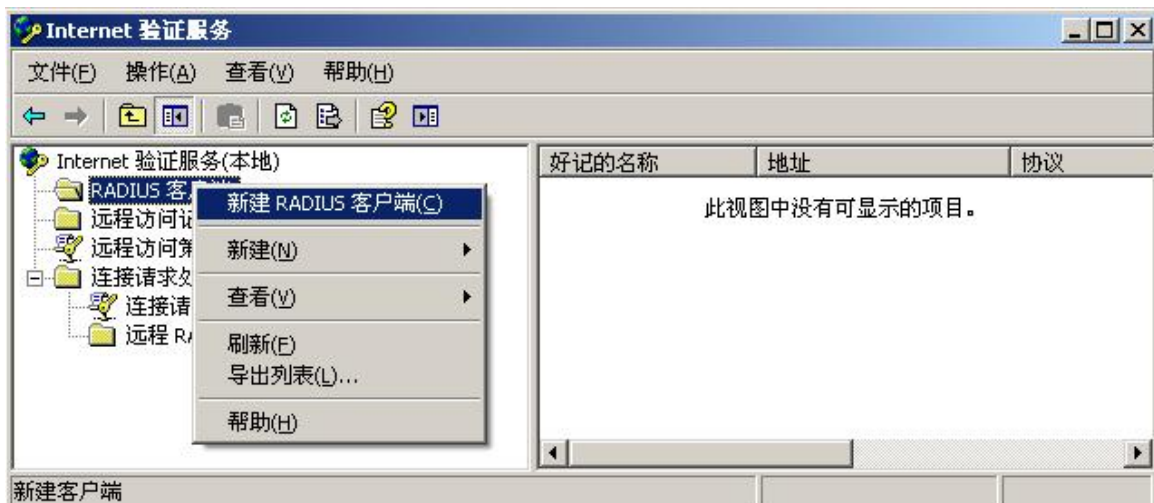 Internet 验证服务
文件(F) 操作(A) 查看(V) 帮助(H)
Internet 验证服务(本地)
好记的名称 地址 协议
RADIUS 客
新建 RADIUS 客户端(C)
此视图中没有可显示的项目。
远程访问
远程访问
新建(N)
连接请求
连接请
查看(V)
远程
刷新(F)
导出列表(L)...
帮助(H)
新建客户端